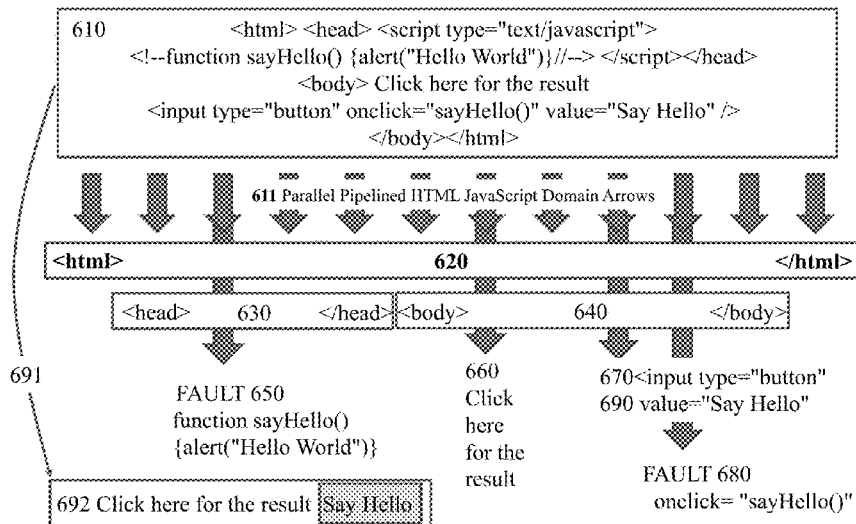 610 <html> <head> <script type="text/javascript">
<!--function sayHello() {alert("Hello World")}//--> </script></head>
<body> Click here for the result
<input type="button" onclick="sayHello()" value="Say Hello" />
</body></html>
611 Parallel Pipelined HTML JavaScript Domain Arrows
<html> 620 </html>
<head> 630 </head> <body> 640 </body>
691
FAULT 650
function sayHello()
{alert("Hello World")}
660
Click
here
for the
result
670<input type="button"
690 value="Say Hello"
FAULT 680
onclick= "sayHello()"
692 Click here for the result Say Hello